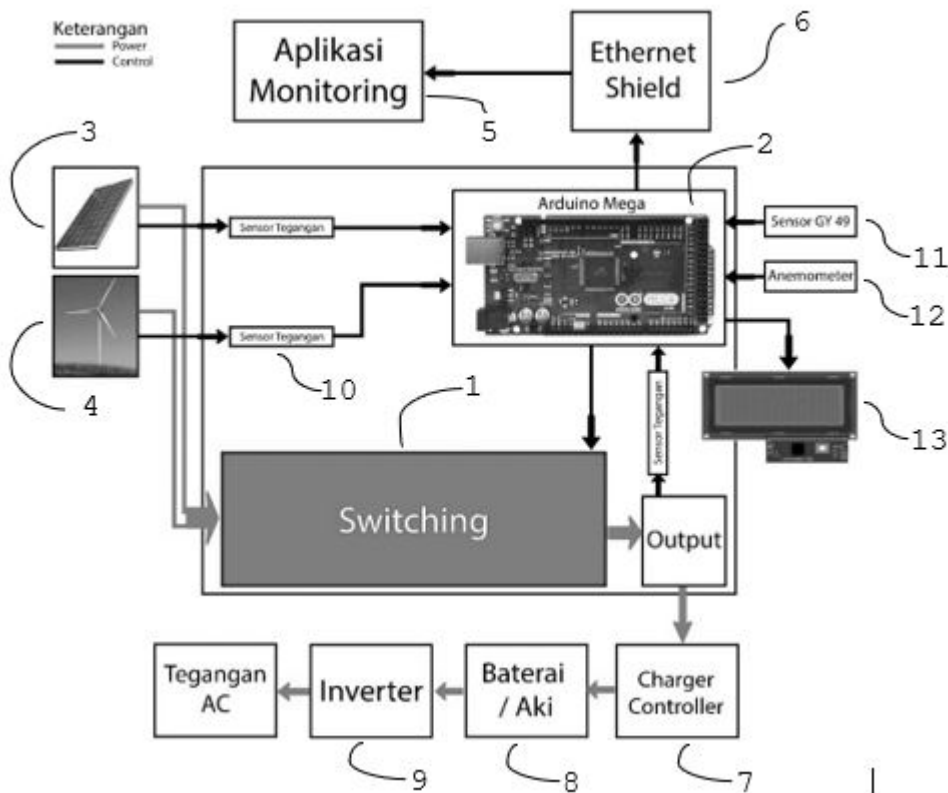 Keterangan
Power
Control
Aplikasi
Monitoring
5
Ethernet
Shield
6
3
2
Arduino Mega
Sensor Tegangan
Sensor GY 49
11
Anemometer
12
Sensor Tegangan
10
4
1
Sensor Tegangan
13
Switching
Output
Tegangan
AC
Inverter
9
Baterai
/ Aki
8
Charger
Controller
7